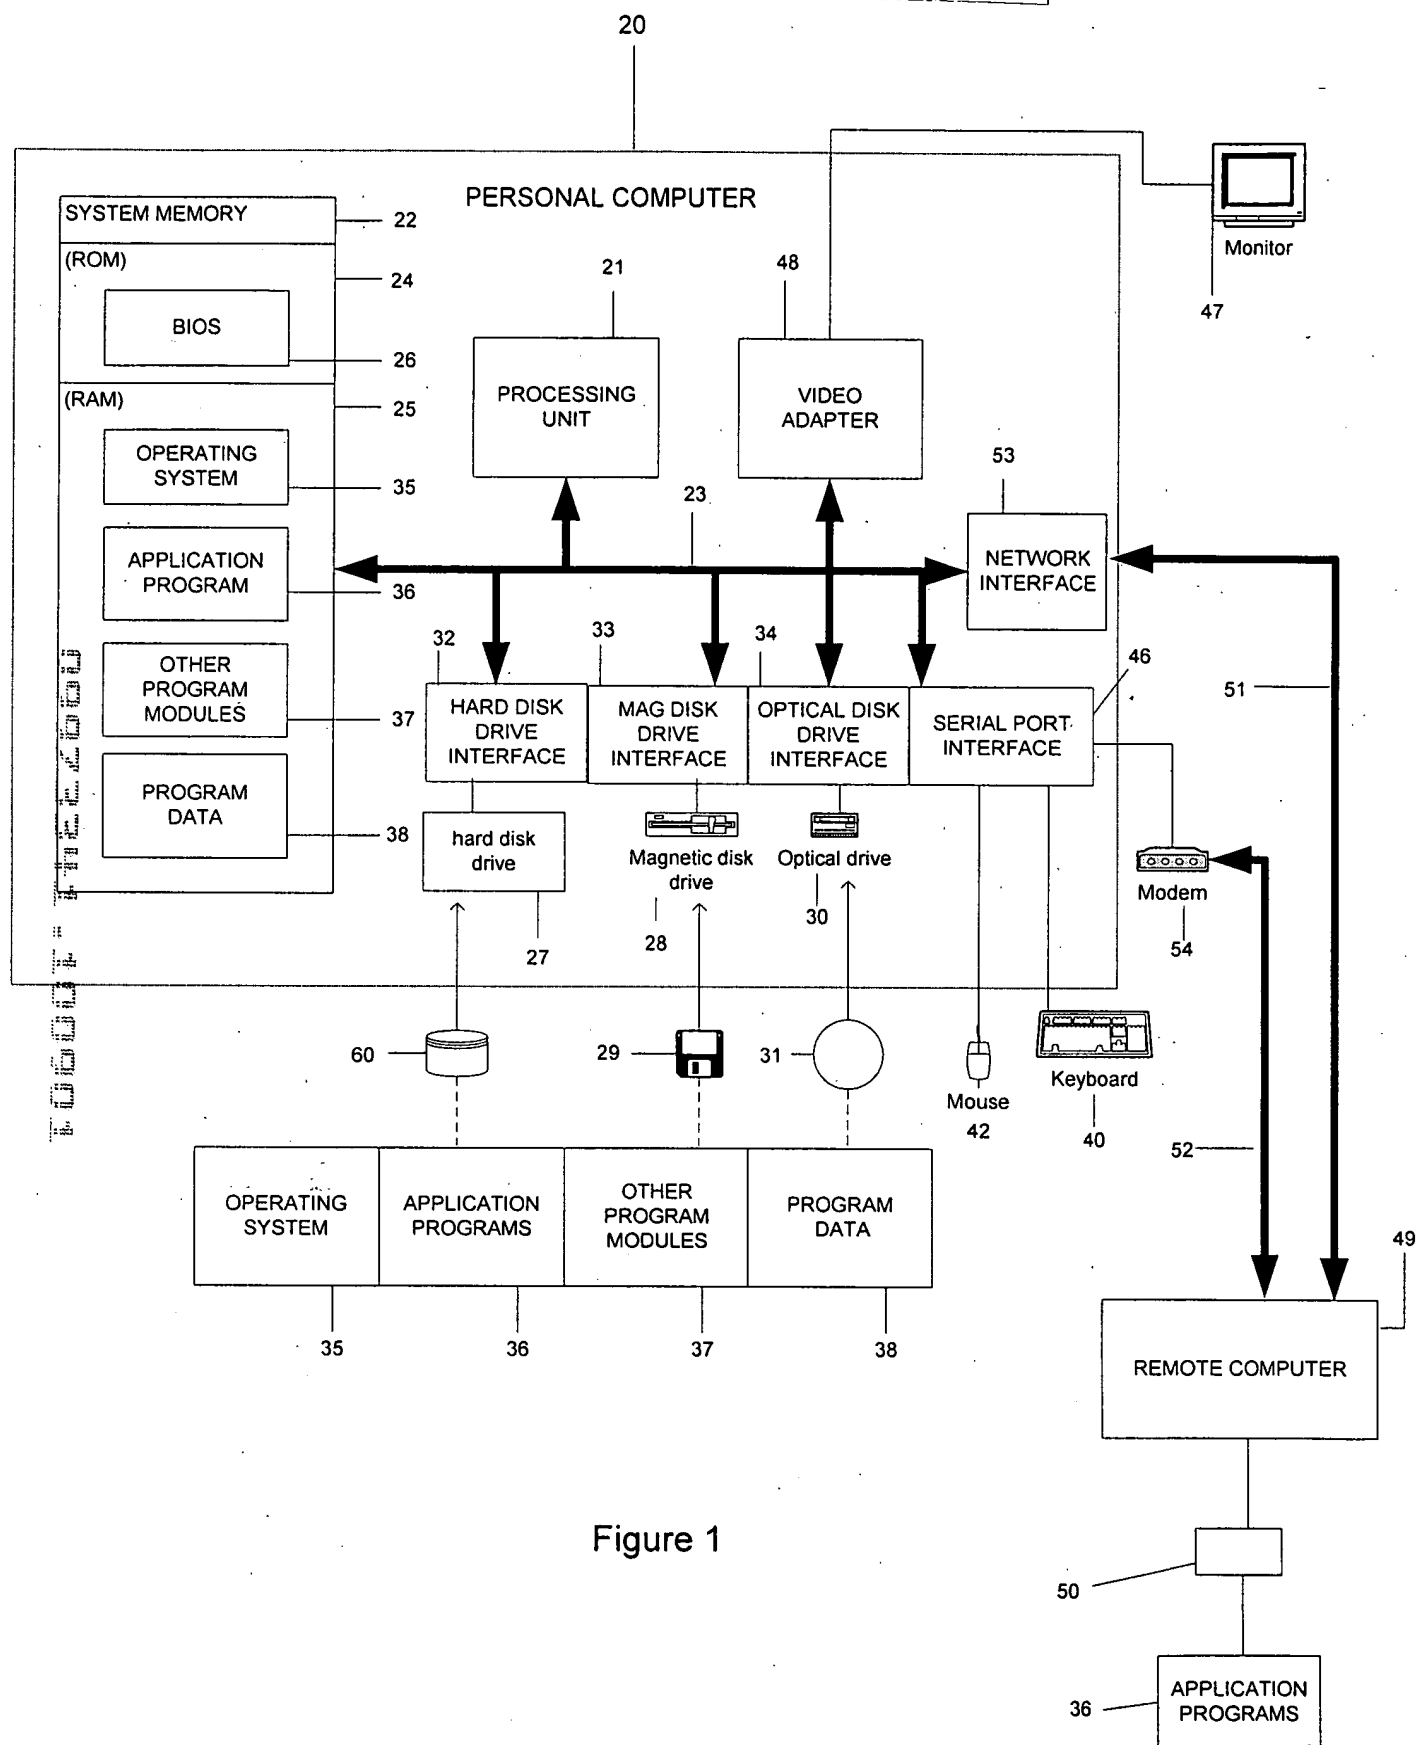 20
PERSONAL COMPUTER
SYSTEM MEMORY
22
(ROM)
24
BIOS
26
(RAM)
25
OPERATING
SYSTEM
35
APPLICATION
PROGRAM
36
OTHER
PROGRAM
MODULES
37
PROGRAM
DATA
38
21
PROCESSING
UNIT
48
VIDEO
ADAPTER
Monitor
47
23
53
NETWORK
INTERFACE
32
HARD DISK
DRIVE
INTERFACE
33
MAG DISK
DRIVE
INTERFACE
34
OPTICAL DISK
DRIVE
INTERFACE
46
SERIAL PORT
INTERFACE
51
hard disk
drive
27
Magnetic disk
drive
28
Optical drive
30
Modem
54
60
29
31
Mouse
42
Keyboard
40
52
OPERATING
SYSTEM
APPLICATION
PROGRAMS
OTHER
PROGRAM
MODULES
PROGRAM
DATA
35
36
37
38
49
REMOTE COMPUTER
50
36
APPLICATION
PROGRAMS
Figure 1